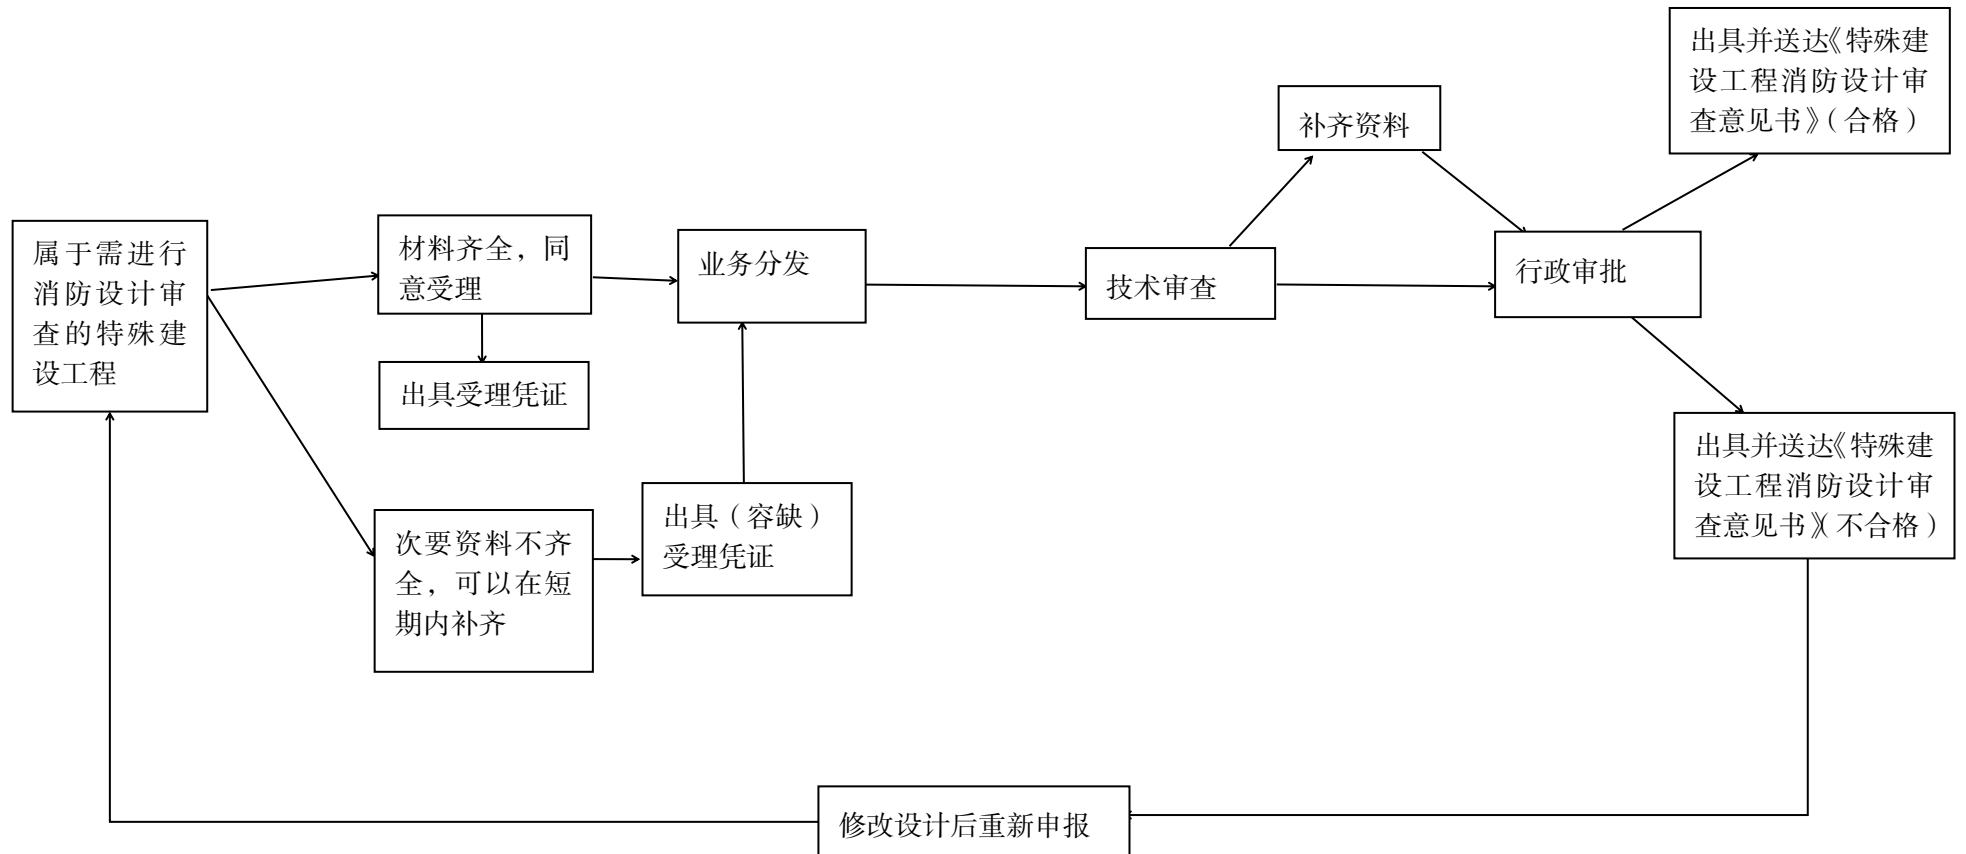 出具并送达《特殊建
设工程消防设计审
查意见书》（合格）
补齐资料
属于需进行
消防设计审
查的特殊建
设工程
材料齐全，同
意受理
业务分发
技术审查
行政审批
出具受理凭证
出具并送达《特殊建
设工程消防设计审
查意见书》（不合格）
次要资料不齐
全，可以在短
期内补齐
出具（容缺）
受理凭证
修改设计后重新申报